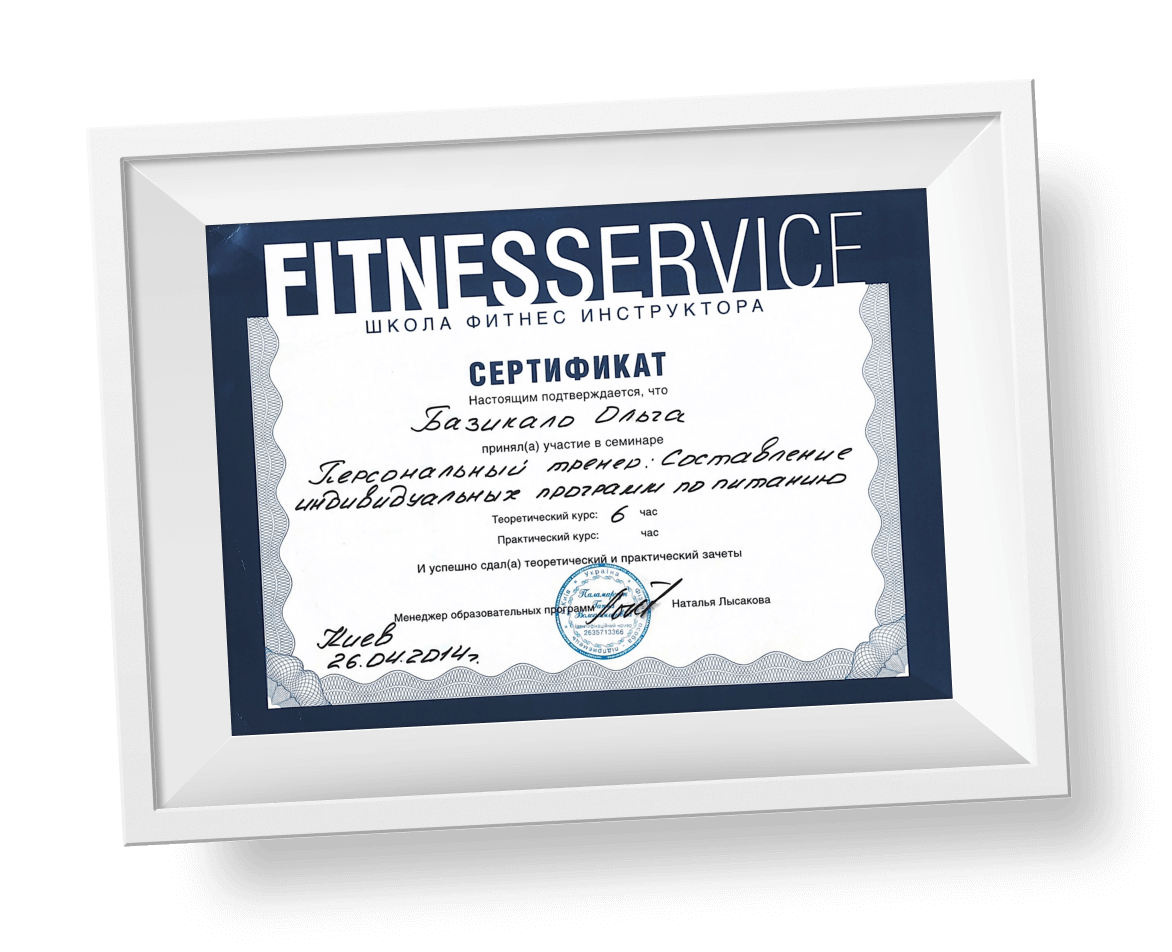 FITNESSERVICE
ШКОЛА ФИТНЕС ИНСТРУКТОРА
СЕРТИФИКАТ
Настоящим подтверждается, что
Базикало Ольга
принял(а) участие в семинаре
Персональный тренер: Составление
индивидуальных программ по питанию
Теоретический курс: 6 час
Практический курс: час
И успешно сдал(а) теоретический и практический зачеты
Менеджер образовательных программ Наталья Лысакова
Україна
2635713366
Киев
26.04.2014г.